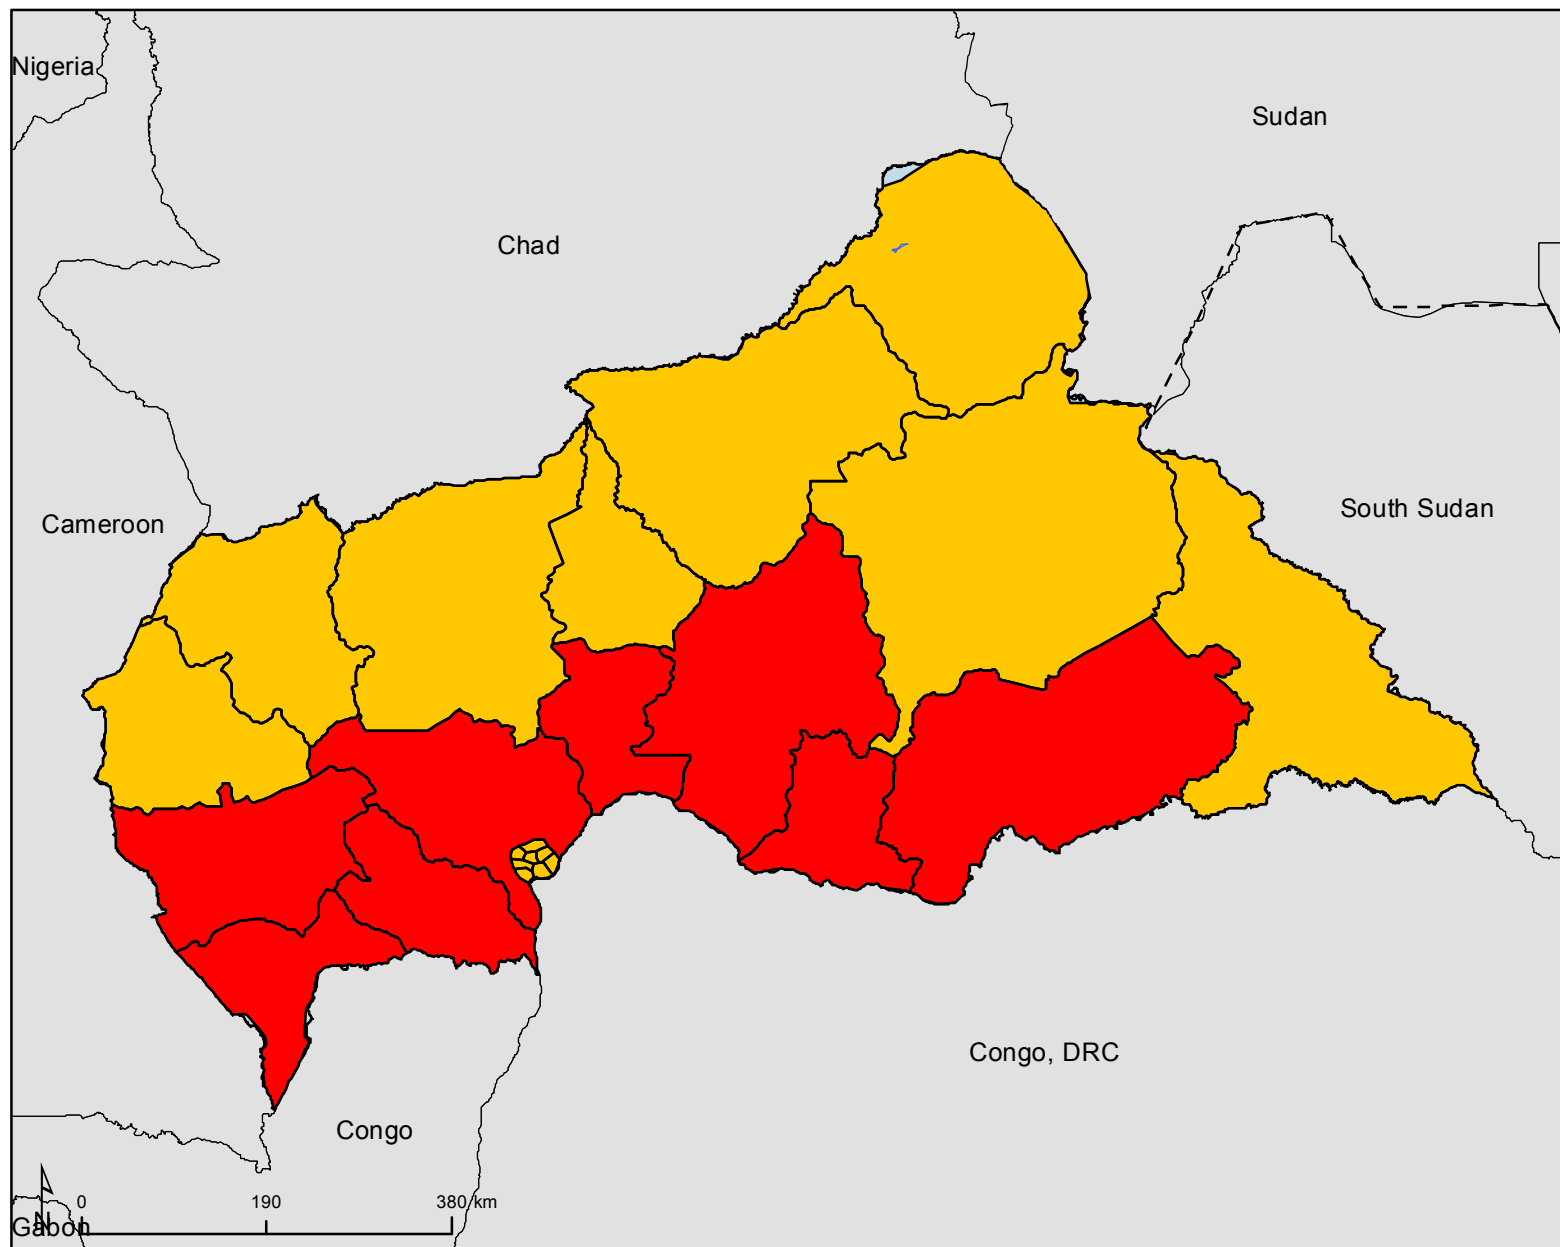 Nigeria
Sudan
Chad
South Sudan
Cameroon
Congo, DRC
Congo
N
0 190 380 km
Gabon